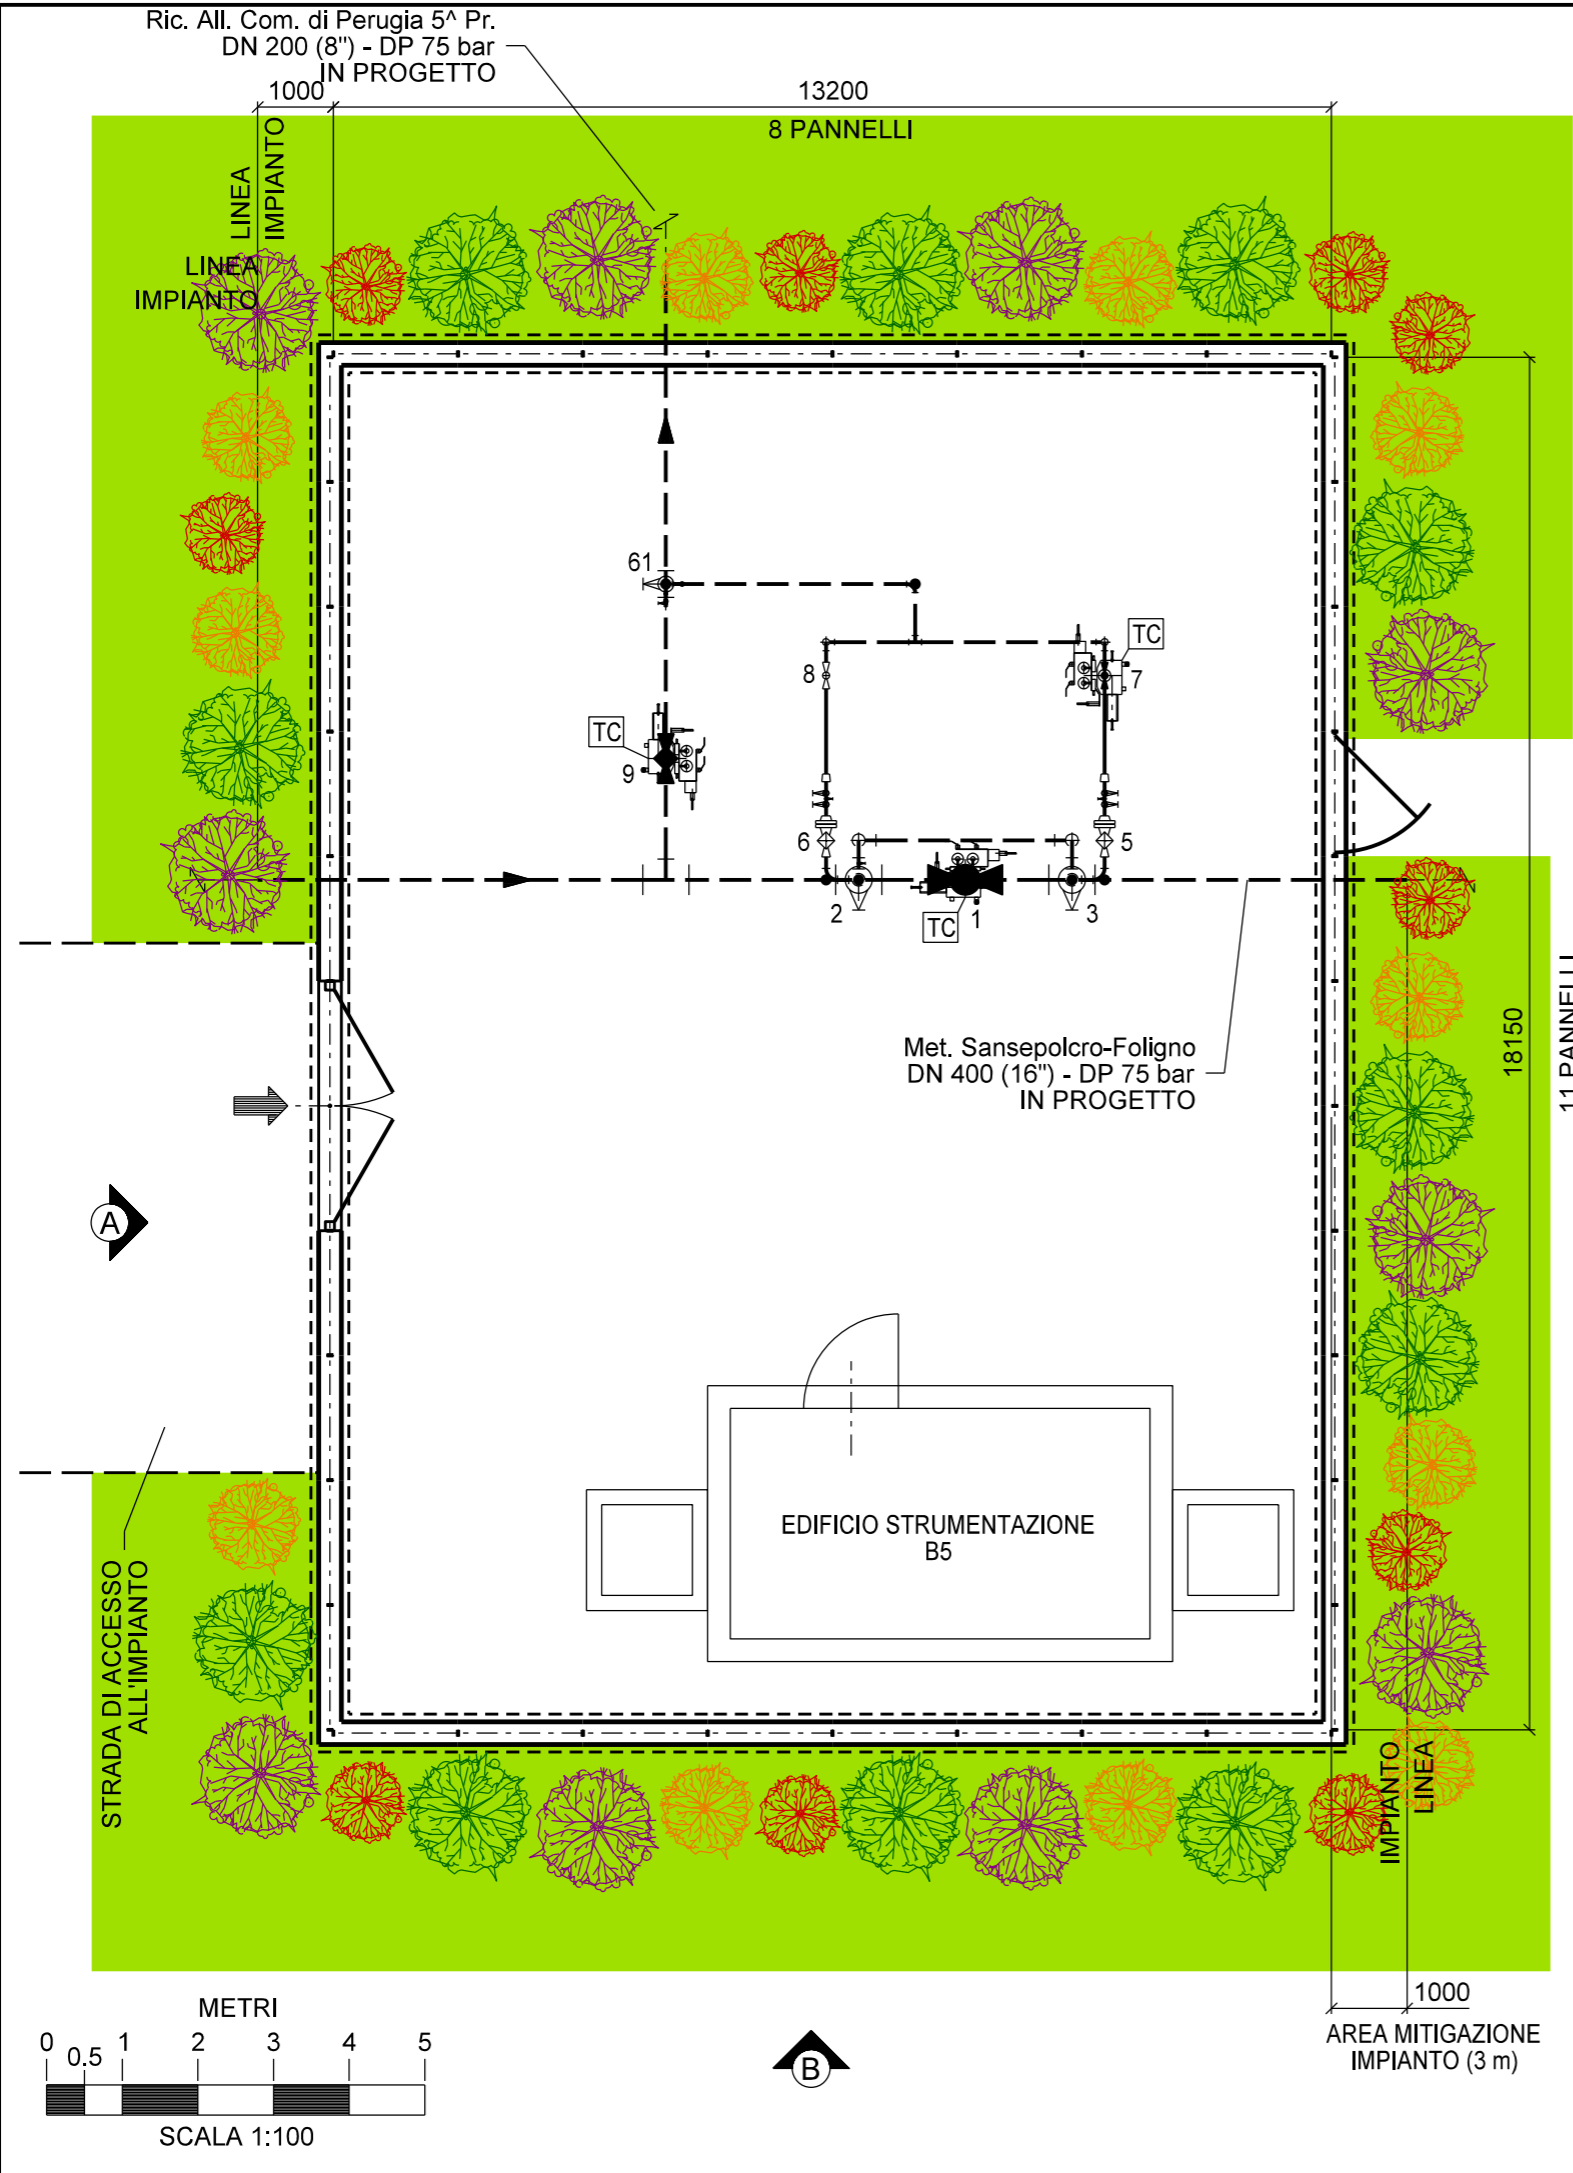 Ric. All. Com. di Perugia 5^ Pr.
DN 200 (8") - DP 75 bar
IN PROGETTO
1000
13200
8 PANNELLI
LINEA
IMPIANTO
LINEA
IMPIANTO
61
TC
8
7
TC
9
6
5
2
TC
1
3
Met. Sansepolcro-Foligno
DN 400 (16") - DP 75 bar
IN PROGETTO
18150
11 PANNELLI
A
EDIFICIO STRUMENTAZIONE
B5
STRADA DI ACCESSO
ALL'IMPIANTO
IMPIANTO
LINEA
1000
AREA MITIGAZIONE
IMPIANTO (3 m)
METRI
0 0.5 1 2 3 4 5
SCALA 1:100
B